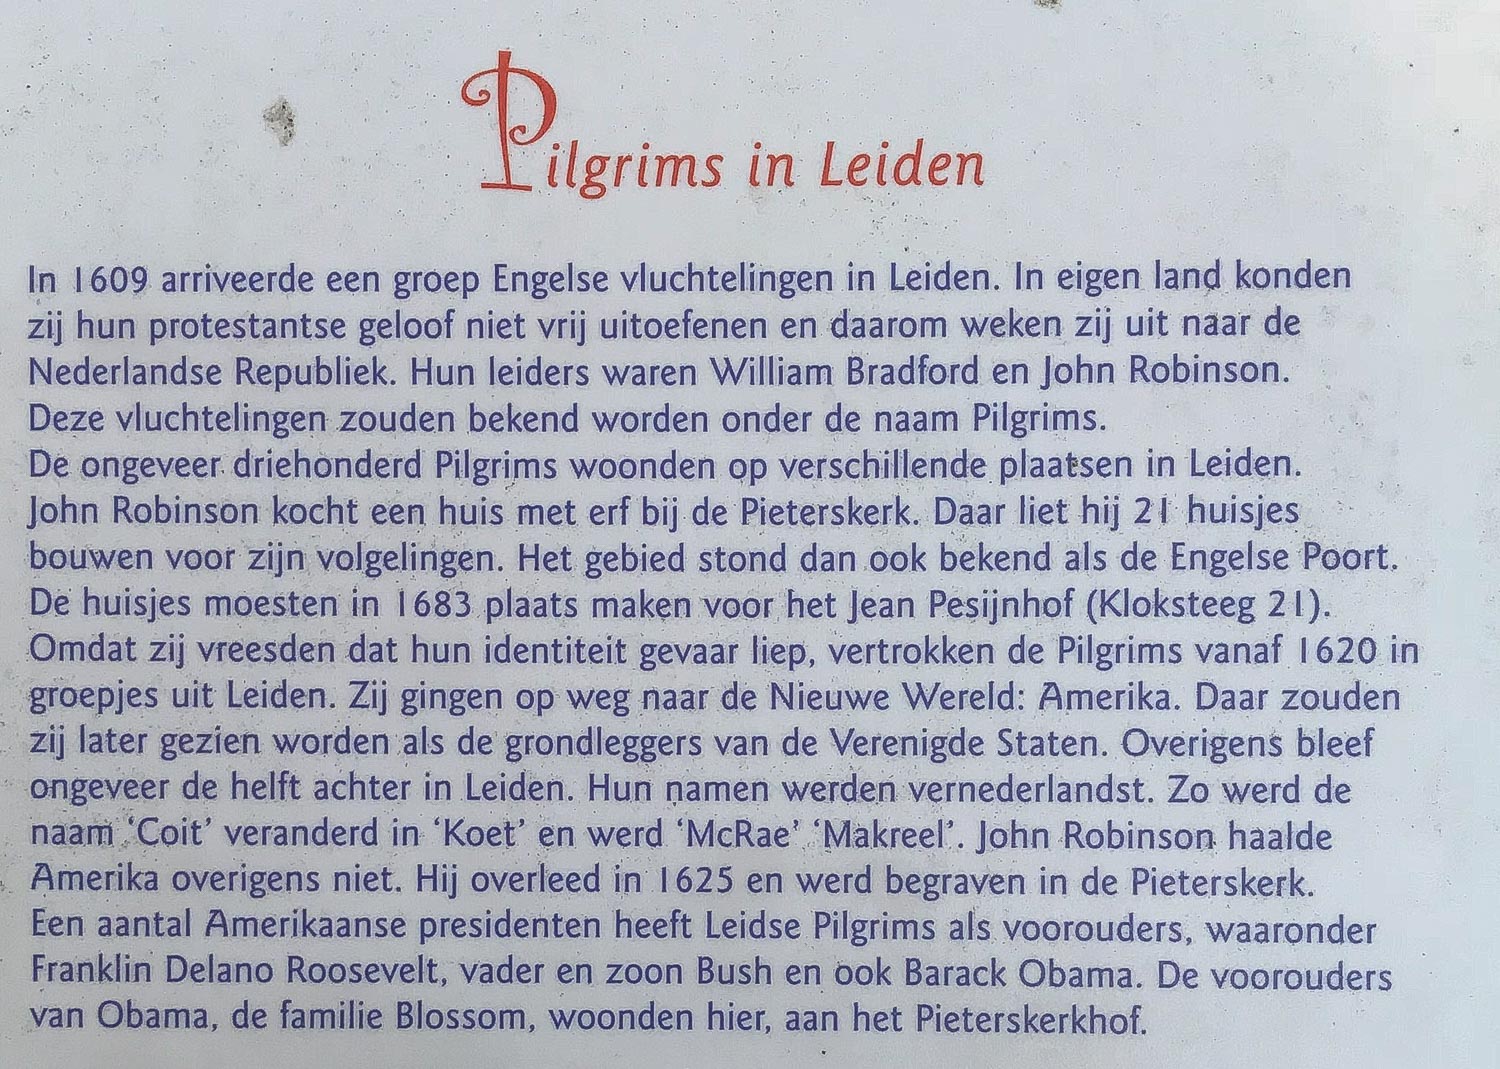 Pilgrims in Leiden
In 1609 arriveerde een groep Engelse vluchtelingen in Leiden. In eigen land konden
zij hun protestantse geloof niet vrij uitoefenen en daarom weken zij uit naar de
Nederlandse Republiek. Hun leiders waren William Bradford en John Robinson.
Deze vluchtelingen zouden bekend worden onder de naam Pilgrims.
De ongeveer driehonderd Pilgrims woonden op verschillende plaatsen in Leiden.
John Robinson kocht een huis met erf bij de Pieterskerk. Daar liet hij 21 huisjes
bouwen voor zijn volgelingen. Het gebied stond dan ook bekend als de Engelse Poort.
De huisjes moesten in 1683 plaats maken voor het Jean Pesijnhof (Kloksteeg 21).
Omdat zij vreesden dat hun identiteit gevaar liep, vertrokken de Pilgrims vanaf 1620 in
groepjes uit Leiden. Zij gingen op weg naar de Nieuwe Wereld: Amerika. Daar zouden
zij later gezien worden als de grondleggers van de Verenigde Staten. Overigens bleef
ongeveer de helft achter in Leiden. Hun namen werden vernederlandst. Zo werd de
naam ‘Coit’ veranderd in ‘Koet’ en werd ‘McRae’ ‘Makreel’. John Robinson haalde
Amerika overigens niet. Hij overleed in 1625 en werd begraven in de Pieterskerk.
Een aantal Amerikaanse presidenten heeft Leidse Pilgrims als voorouders, waaronder
Franklin Delano Roosevelt, vader en zoon Bush en ook Barack Obama. De voorouders
van Obama, de familie Blossom, woonden hier, aan het Pieterskerkhof.